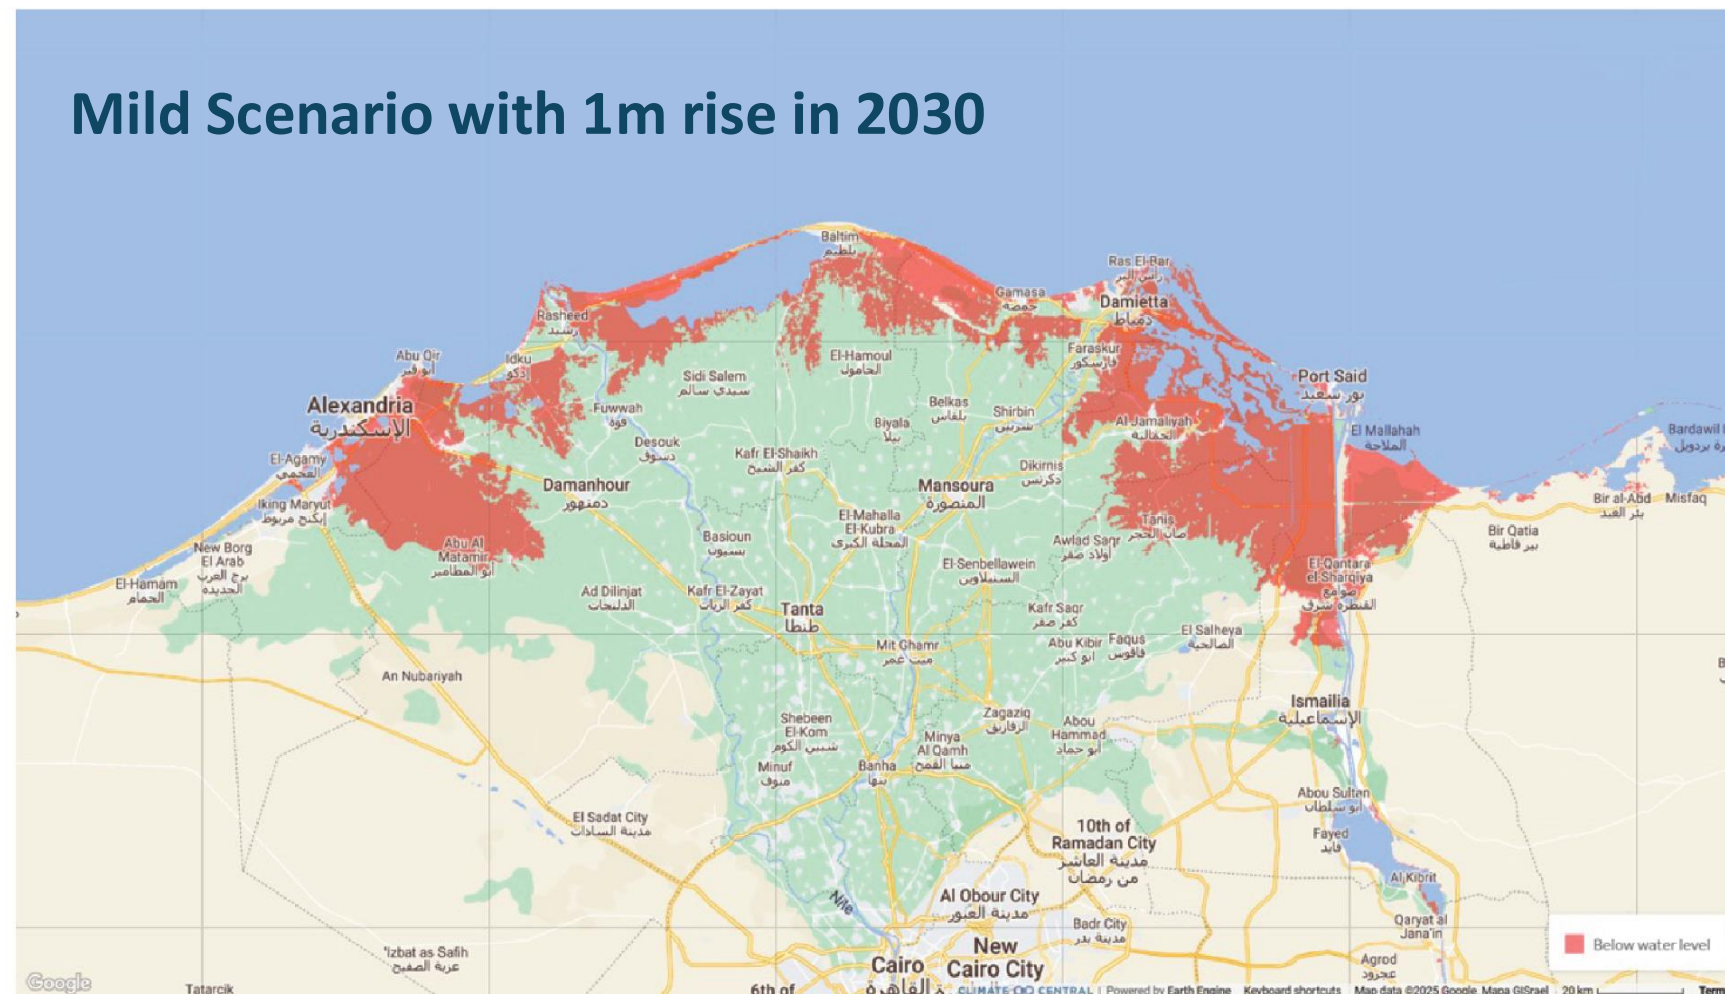 Mild Scenario with 1m rise in 2030
Baltim
بلطيم
Ras El-Bar
راس البر
Gamasa
جمصة
Damietta
دمياط
Rasheed
رشيد
Abu Qir
أبو قير
Idku
إدكو
El-Hamoul
الحامول
Faraskur
فارسكور
Sidi Salem
سيدي سالم
Port Said
بور سعيد
Alexandria
الإسكندرية
Fuwwah
فوة
Belkas
بلقاس
Shirbin
شربين
Biyala
بيلا
Al-Jamaliyah
الجمالية
El Mallahah
الملاحة
Bardawil
Desouk
دسوق
Kafr El-Shaikh
كفر الشيخ
El-Agamy
العجمي
Dikirnis
دكرنس
Damanhour
دمنهور
Mansoura
المنصورة
Iking Maryut
إيكنج مريوط
Bir al-Abd
بئر العبد
Misfaq
El-Mahalla
El-Kubra
المحلة الكبرى
Tanis
صان الحجر
Bir Qatia
بير قاطية
Basioun
بسيون
Awlad Saqr
أولاد صقر
Abu Al
Matamir
أبو المطامير
New Borg
El Arab
برج العرب
الجديدة
El-Senbellawein
السنبلاوين
El-Qantara
el Sharqiya
القنطرة شرق
El-Hamam
الحمام
Ad Dilinjat
الدلنجات
Kafr El-Zayat
كفر الزيات
Tanta
طنطا
Kafr Saqr
كفر صقر
El Salheya
الصالحية
Abu Kibir
أبو كبير
Faqus
فاقوس
Mit Ghamr
ميت غمر
An Nubariyah
Ismailia
الإسماعيلية
Shebeen
El-Kom
شبين الكوم
Zagaziq
الزقازيق
Abou
Hammad
أبو حماد
Minya
Al Qamh
منيا القمح
Minuf
منوف
Banha
بنها
Abou Sultan
أبو سلطان
El Sadat City
مدينة السادات
10th of
Ramadan City
مدينة العاشر
من رمضان
Fayed
فايد
Al Kibrit
Nile
Al Obour City
مدينة العبور
Badr City
مدينة بدر
Qaryat al
Jana'in
'Izbat as Safih
عزبة الصفيح
New
Cairo City
Cairo
القاهرة
Agrod
عجرود
Below water level
Google
Tatarcik
6th of
CLIMATE CENTRAL | Powered by Earth Engine Keyboard shortcuts Map data ©2025 Google, Mapa GISrael 20 km Term